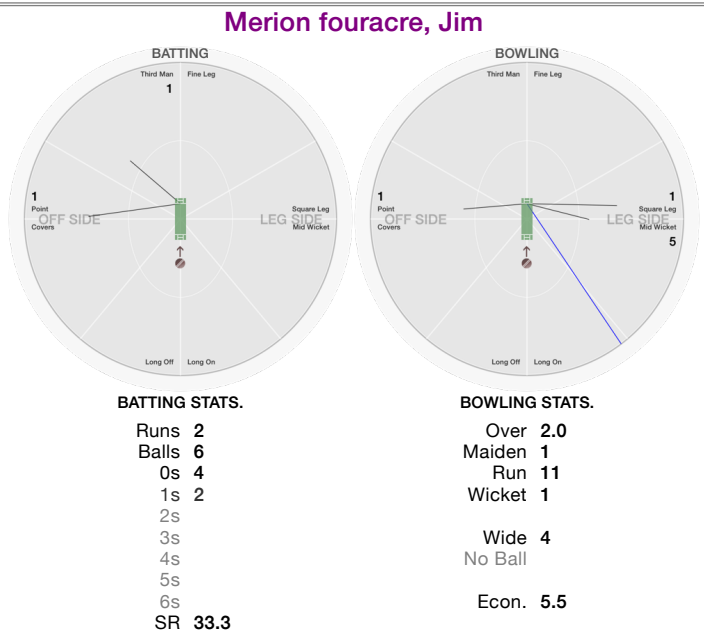 Merion fouracre, Jim
BATTING
Third Man Fine Leg
1
1
Point
OFF SIDE
Covers
Square Leg
LEG SIDE
Mid Wicket
Long Off Long On
BATTING STATS.
Runs 2
Balls 6
0s 4
1s 2
2s
3s
4s
5s
6s
SR 33.3
BOWLING
Third Man Fine Leg
1
Point
OFF SIDE
Covers
1
Square Leg
LEG SIDE
Mid Wicket
5
Long Off Long On
BOWLING STATS.
Over 2.0
Maiden 1
Run 11
Wicket 1
Wide 4
No Ball
Econ. 5.5